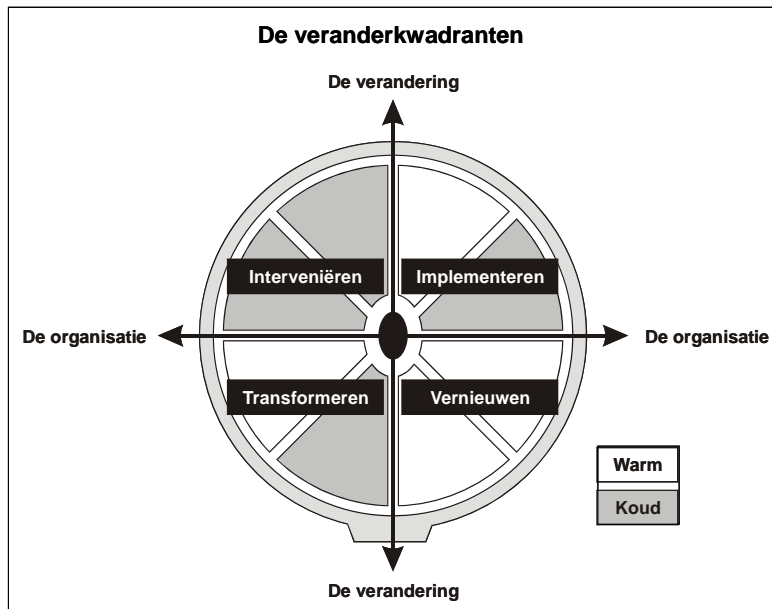 De veranderkwadranten
De verandering
Interveniëren
Implementeren
De organisatie
De organisatie
Transformeren
Vernieuwen
Warm
Koud
De verandering